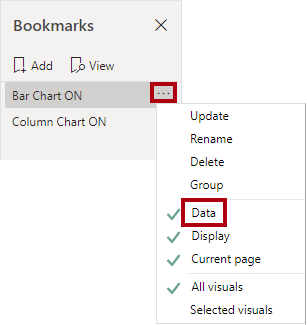 Bookmarks
Add View
Bar Chart ON ...
Column Chart ON
Update
Rename
Delete
Group
Data
Display
Current page
All visuals
Selected visuals